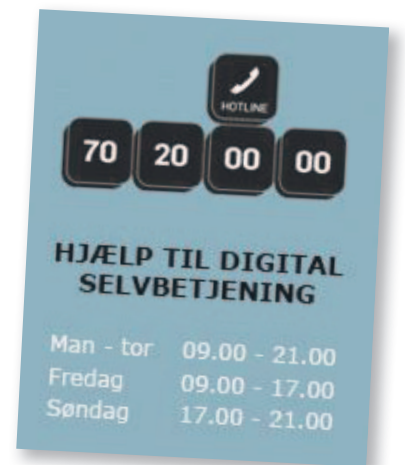 HOTLINE
70 20 00 00
HJÆLP TIL DIGITAL
SELVBETJENING
Man - tor 09.00 - 21.00
Fredag 09.00 - 17.00
Søndag 17.00 - 21.00